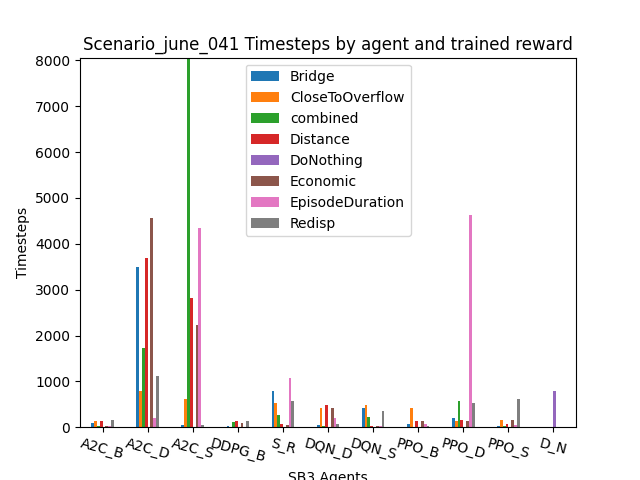 Scenario_june_041 Timesteps by agent and trained reward
8000
7000
6000
5000
4000
3000
2000
1000
0
Timesteps
Bridge
CloseToOverflow
combined
Distance
DoNothing
Economic
EpisodeDuration
Redisp
A2C_B
A2C_D
A2C_S
DDPG_B
S_R
DQN_D
DQN_S
PPO_B
PPO_D
PPO_S
D_N
SB3 Agents